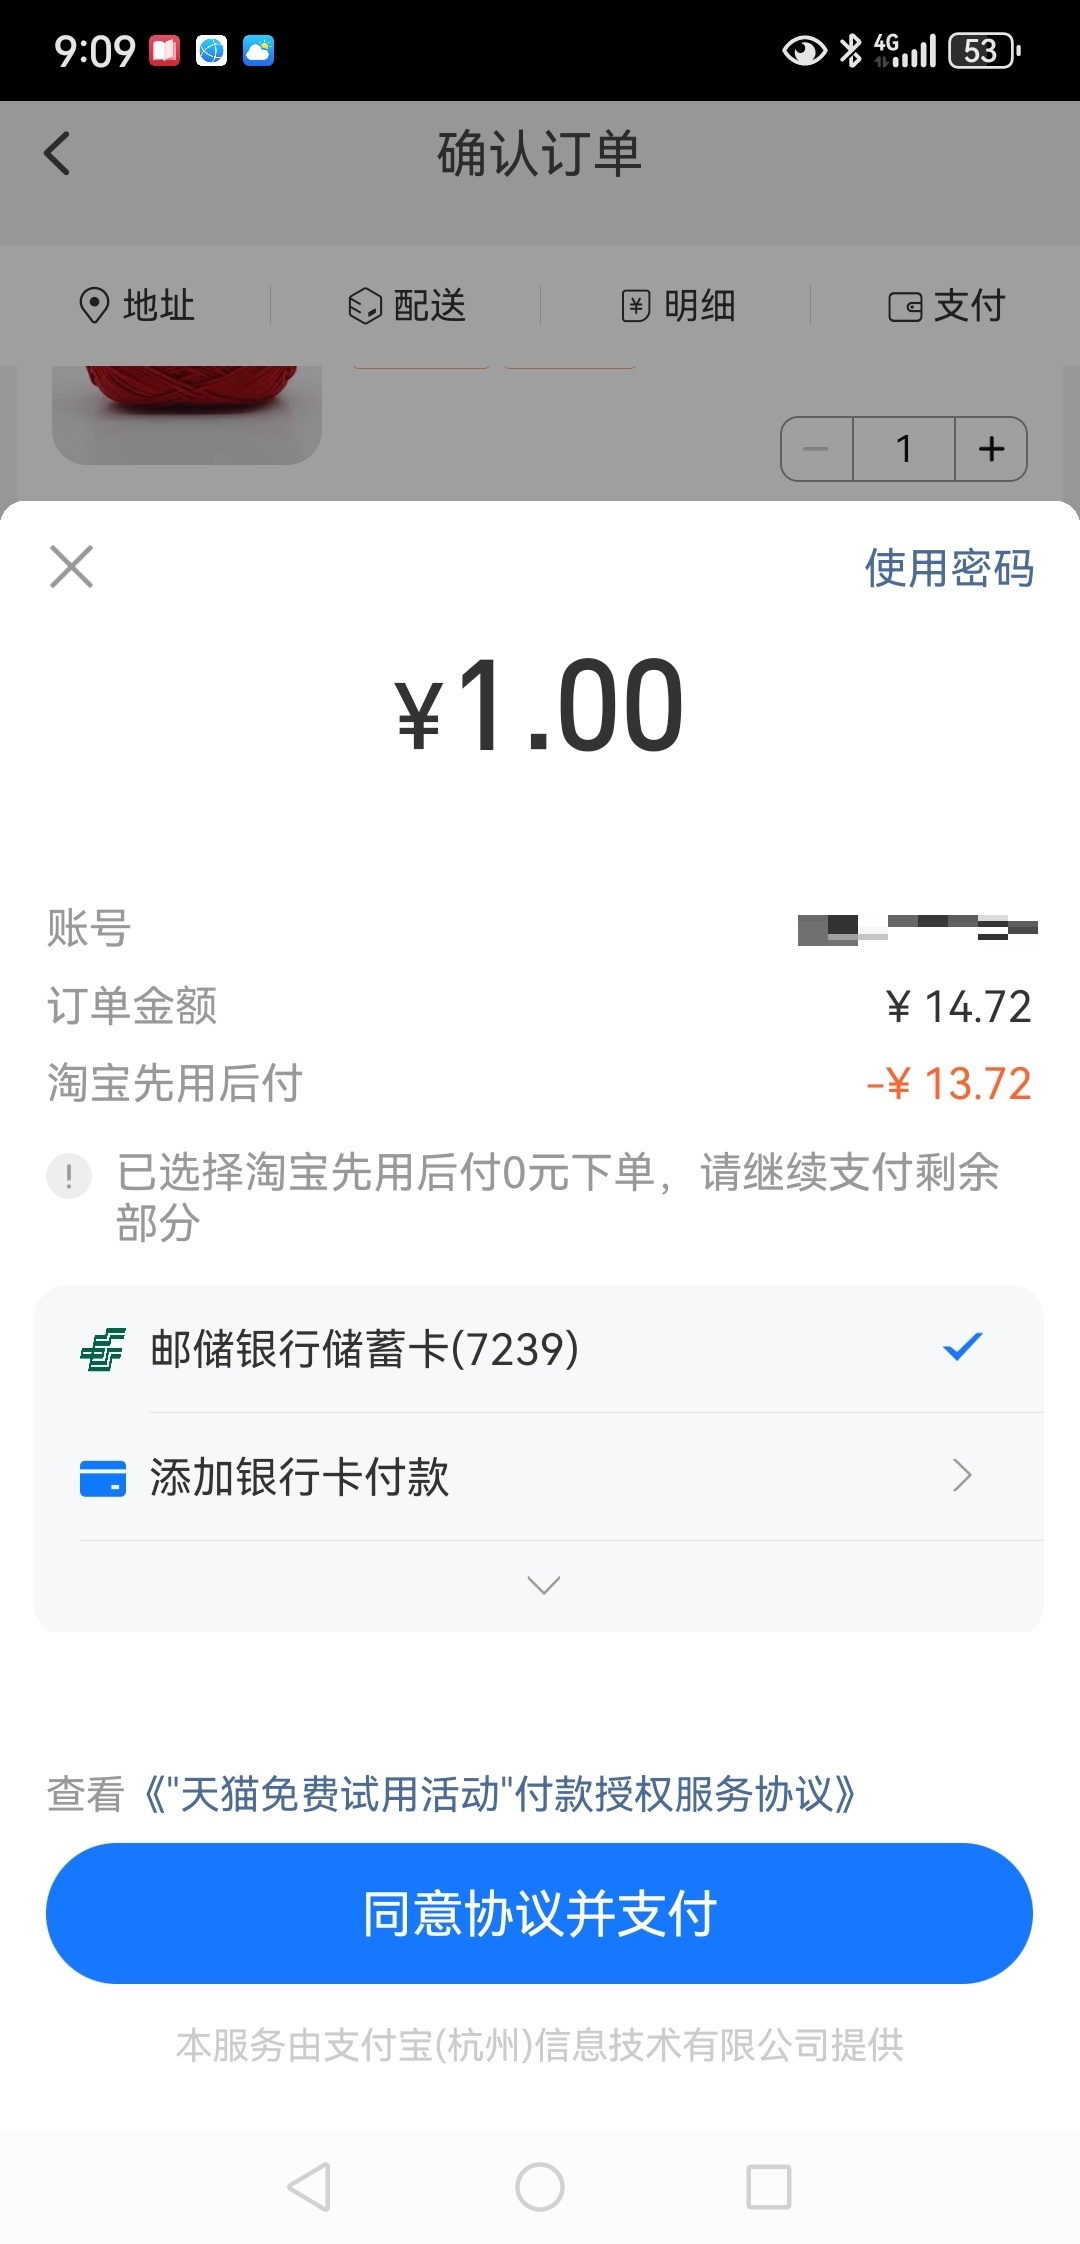 9:09
4G
53
确认订单
地址
配送
明细
支付
1
使用密码
¥1.00
账号
订单金额
¥ 14.72
淘宝先用后付
-¥ 13.72
已选择淘宝先用后付0元下单，请继续支付剩余
部分
邮储银行储蓄卡(7239)
添加银行卡付款
查看《"天猫免费试用活动"付款授权服务协议》
同意协议并支付
本服务由支付宝(杭州)信息技术有限公司提供